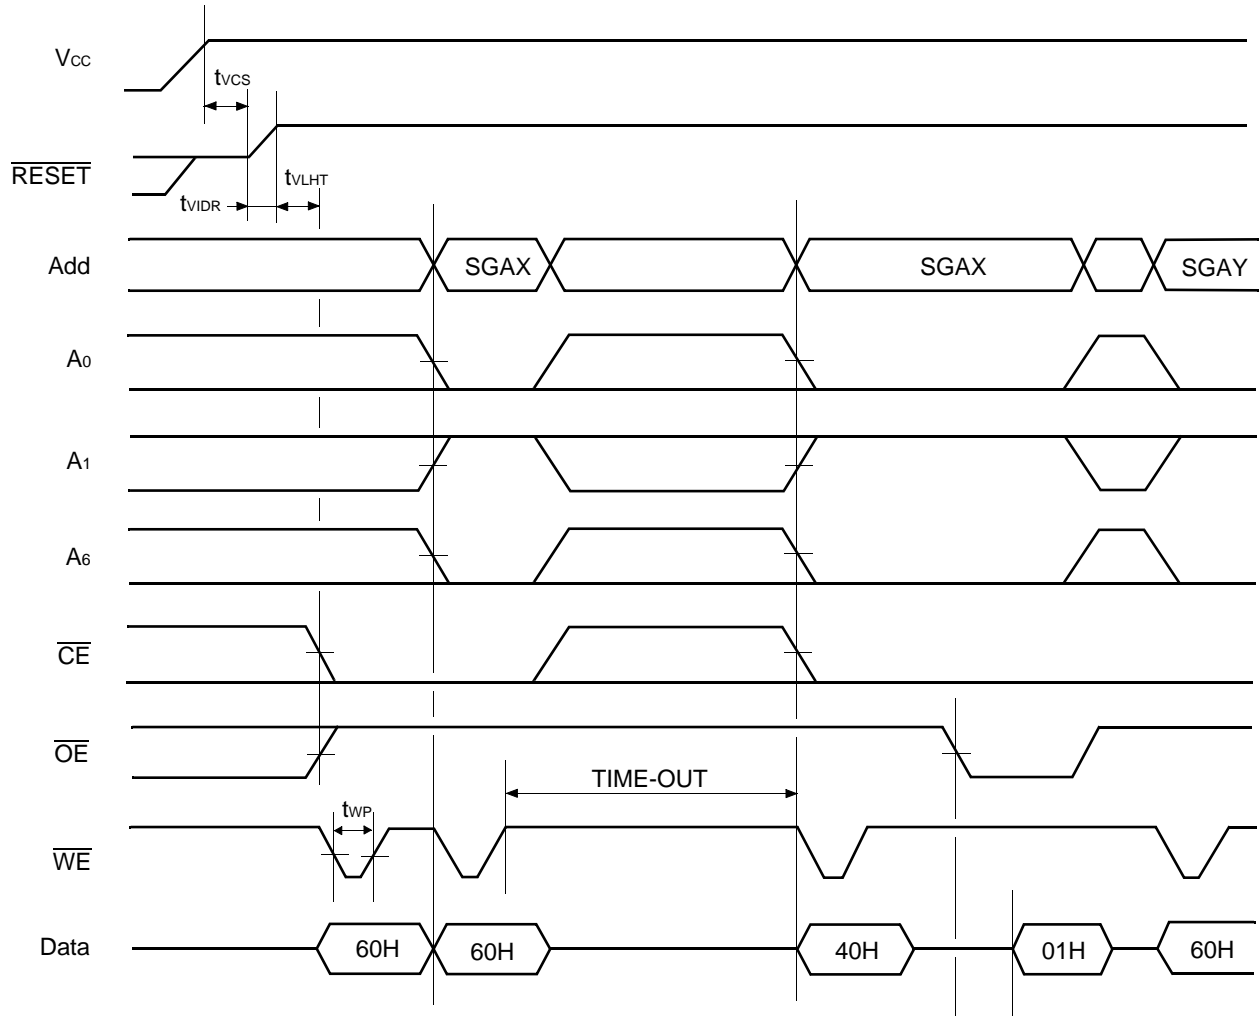 VCC
tVCS
RESET
tVLHT
tVIDR
Add
SGAX
SGAX
SGAY
A0
A1
A6
CE
OE
TIME-OUT
tWP
WE
Data
60H
60H
40H
01H
60H